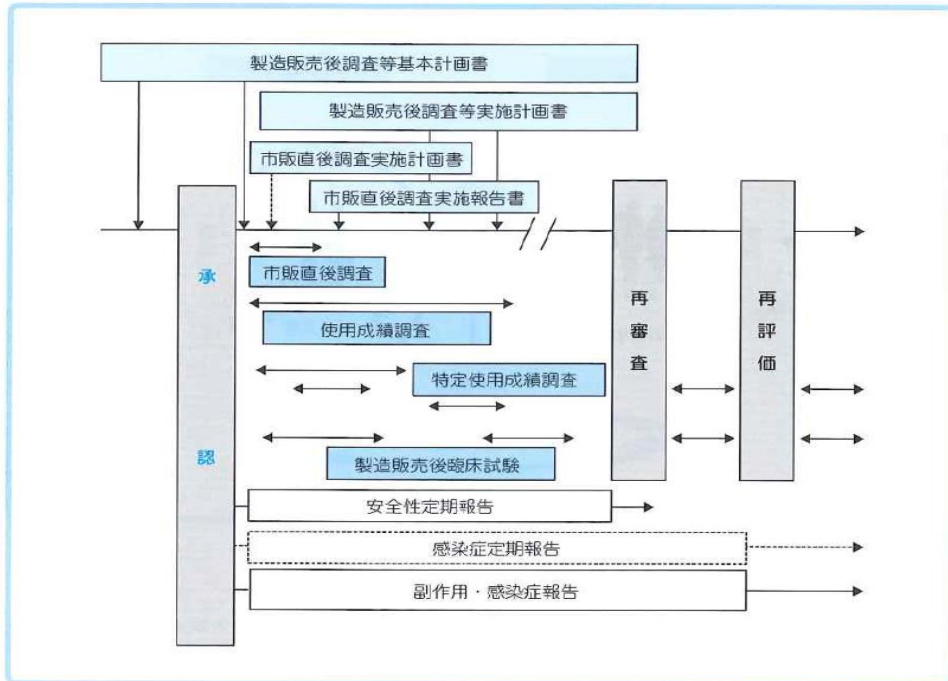 製造販売後調査等基本計画書
製造販売後調査等実施計画書
市販直後調査実施計画書
市販直後調査実施報告書
承認
市販直後調査
使用成績調査
特定使用成績調査
製造販売後臨床試験
再審査
再評価
安全性定期報告
感染症定期報告
副作用・感染症報告